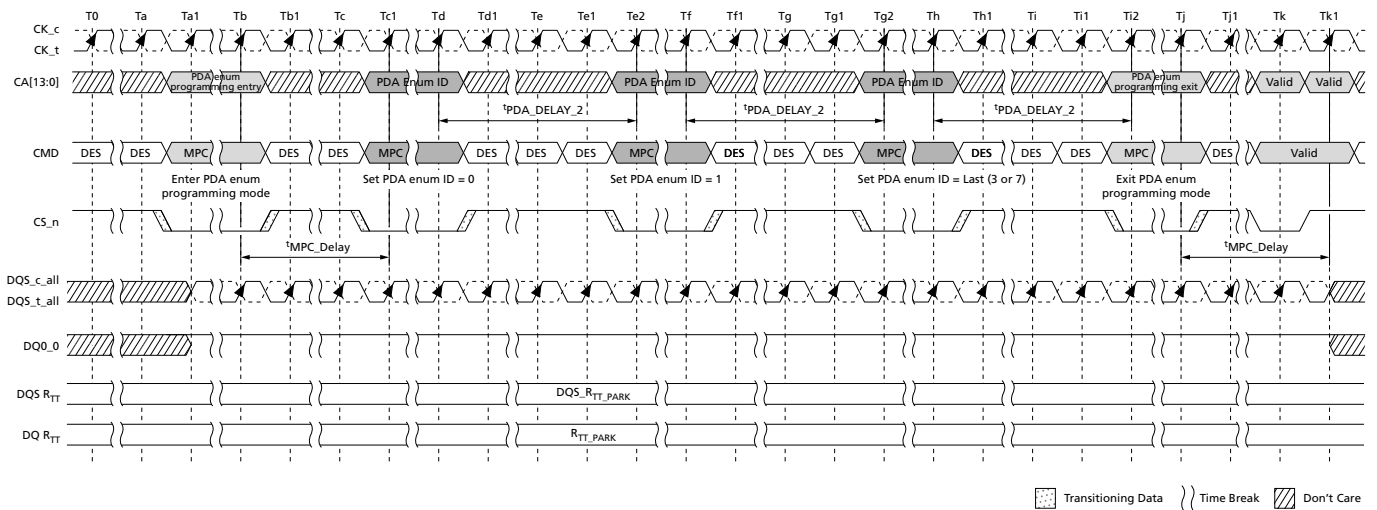 T0 Ta Ta1 Tb Tb1 Tc Tc1 Td Td1 Te Te1 Te2 Tf Tf1 Tg Tg1 Tg2 Th Th1 Ti Ti1 Ti2 Tj Tj1 Tk Tk1
CK_c
CK_t
CA[13:0]
PDA enum
programming entry
PDA Enum ID
PDA Enum ID
PDA Enum ID
PDA enum
programming exit
Valid Valid
tPDA_DELAY_2 tPDA_DELAY_2 tPDA_DELAY_2
CMD DES DES MPC DES DES MPC DES DES DES MPC DES DES DES MPC DES DES DES MPC DES Valid
Enter PDA enum
programming mode
Set PDA enum ID = 0
Set PDA enum ID = 1
Set PDA enum ID = Last (3 or 7)
Exit PDA enum
programming mode
CS_n
tMPC_Delay tMPC_Delay
DQS_c_all
DQS_t_all
DQ0_0
DQS RTT DQS_RTT_PARK
DQ RTT RTT_PARK
Transitioning Data Time Break Don't Care